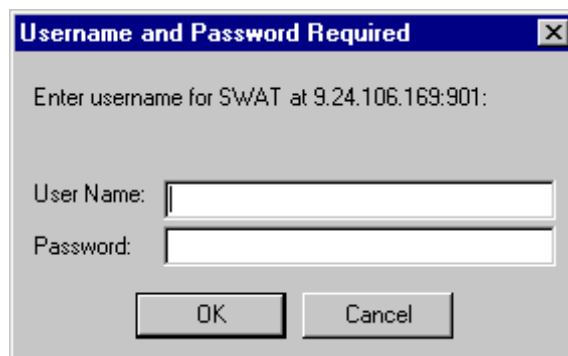 Username and Password Required
Enter username for SWAT at 9.24.106.169:901:
User Name:
Password:
OK Cancel